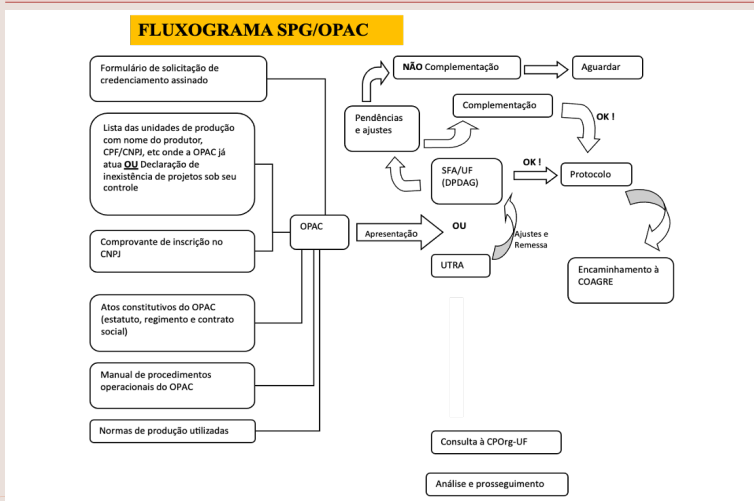 FLUXOGRAMA SPG/OPAC
Formulário de solicitação de
credenciamento assinado
Lista das unidades de produção
com nome do produtor,
CPF/CNPJ, etc onde a OPAC já
atua OU Declaração de
inexistência de projetos sob seu
controle
Comprovante de inscrição no
CNPJ
Atos constitutivos do OPAC
(estatuto, regimento e contrato
social)
Manual de procedimentos
operacionais do OPAC
Normas de produção utilizadas
OPAC
Apresentação
NÃO Complementação
Aguardar
Pendências
e ajustes
Complementação
OK !
SFA/UF
(DPDAG)
OK !
Protocolo
OU
Ajustes e
Remessa
UTRA
Encaminhamento à
COAGRE
Consulta à CPOrg-UF
Análise e prosseguimento